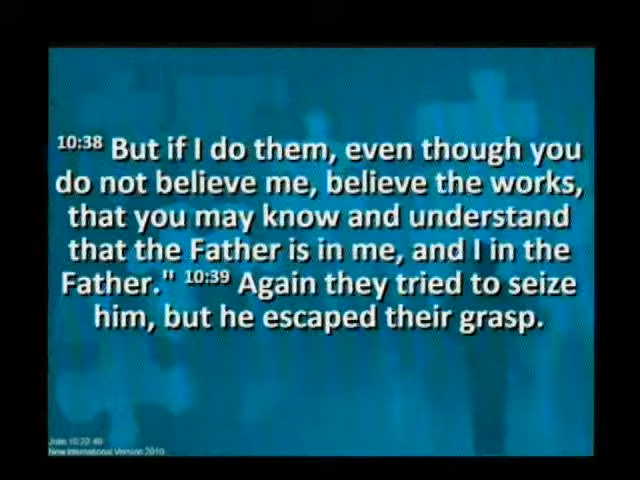 10:38 But if I do them, even though you
do not believe me, believe the works,
that you may know and understand
that the Father is in me, and I in the
Father." 10:39 Again they tried to seize
him, but he escaped their grasp.
John 10:22-40
New International Version 2010